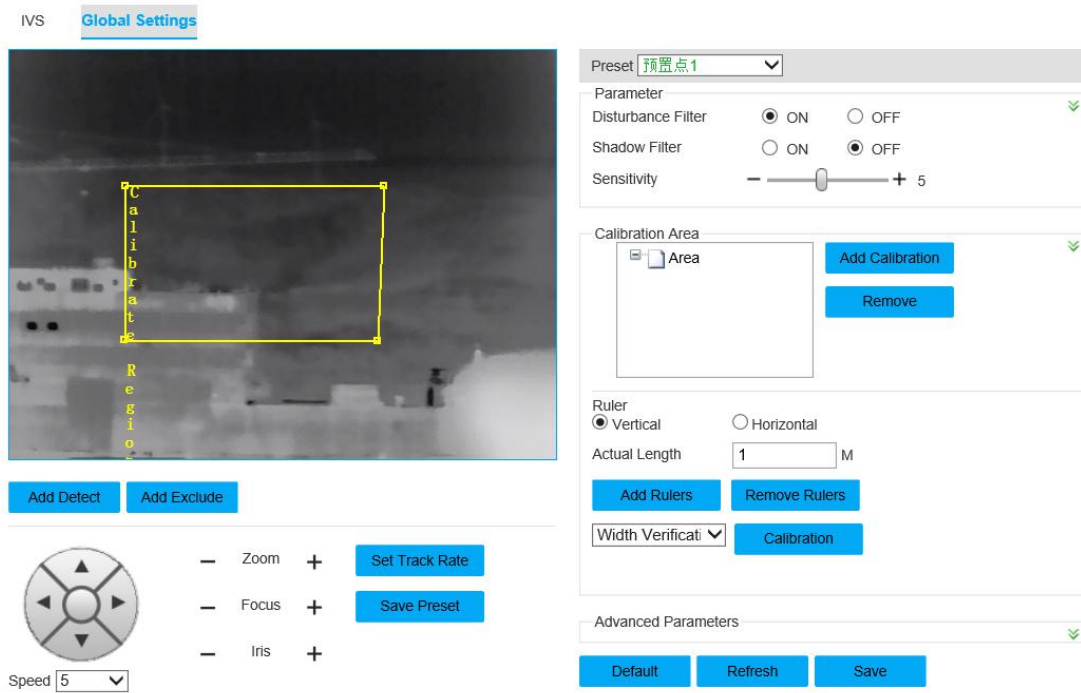 IVS Global Settings
Calibrate Region
Add Detect Add Exclude
Zoom
Set Track Rate
Focus
Save Preset
Iris
Speed 5
Preset 预置点1
Parameter
Disturbance Filter ON OFF
Shadow Filter ON OFF
Sensitivity 5
Calibration Area
Area
Add Calibration
Remove
Ruler
Vertical Horizontal
Actual Length 1 M
Add Rulers Remove Rulers
Width Verificati Calibration
Advanced Parameters
Default Refresh Save